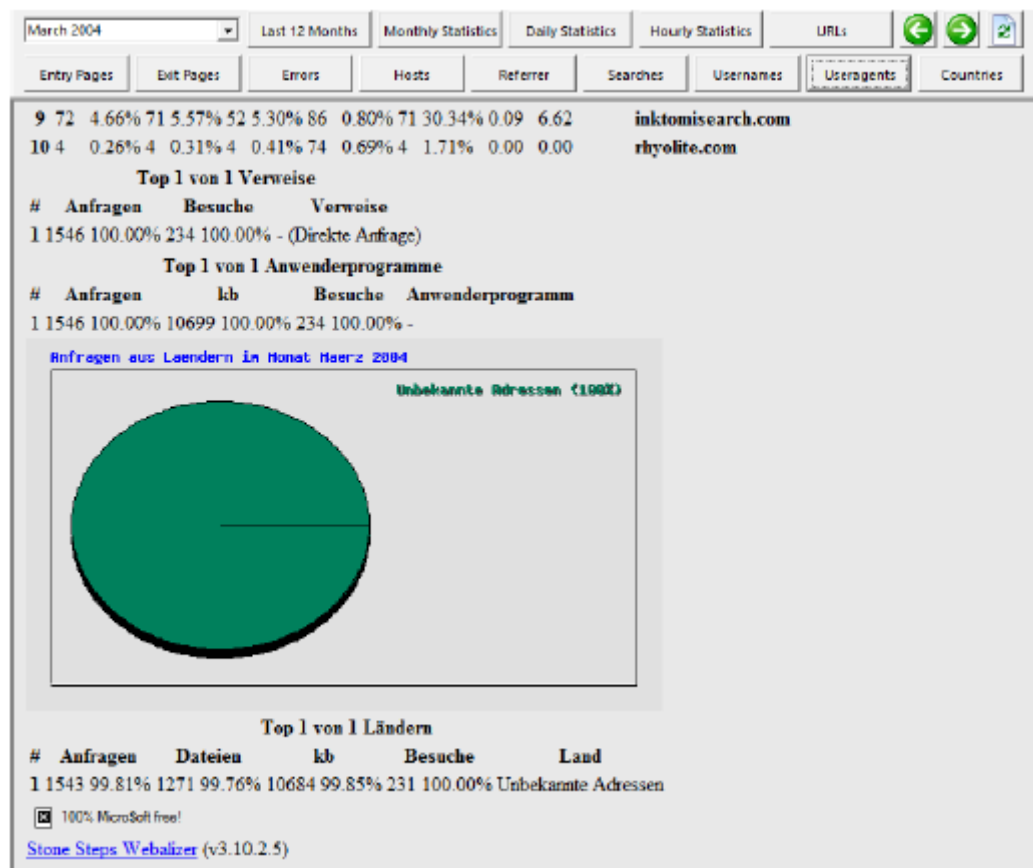 March 2004 Last 12 Months Monthly Statistics Daily Statistics Hourly Statistics URLs
Entry Pages Exit Pages Errors Hosts Referrer Searches Usernames Useragents Countries
9 72 4.66% 71 5.57% 52 5.30% 86 0.80% 71 30.34% 0.09 6.62 inktomisearch.com
10 4 0.26% 4 0.31% 4 0.41% 74 0.69% 4 1.71% 0.00 0.00 rhyolite.com
Top 1 von 1 Verweise
# Anfragen Besuche Verweise
1 1546 100.00% 234 100.00% - (Direkte Anfrage)
Top 1 von 1 Anwenderprogramme
# Anfragen kb Besuche Anwenderprogramm
1 1546 100.00% 10699 100.00% 234 100.00% -
Anfragen aus Laendern im Monat Maerz 2004
Unbekannte Adressen (100%)
Top 1 von 1 Ländern
# Anfragen Dateien kb Besuche Land
1 1543 99.81% 1271 99.76% 10684 99.85% 231 100.00% Unbekannte Adressen
100% MicroSoft free!
Stone Steps Webalizer (v3.10.2.5)